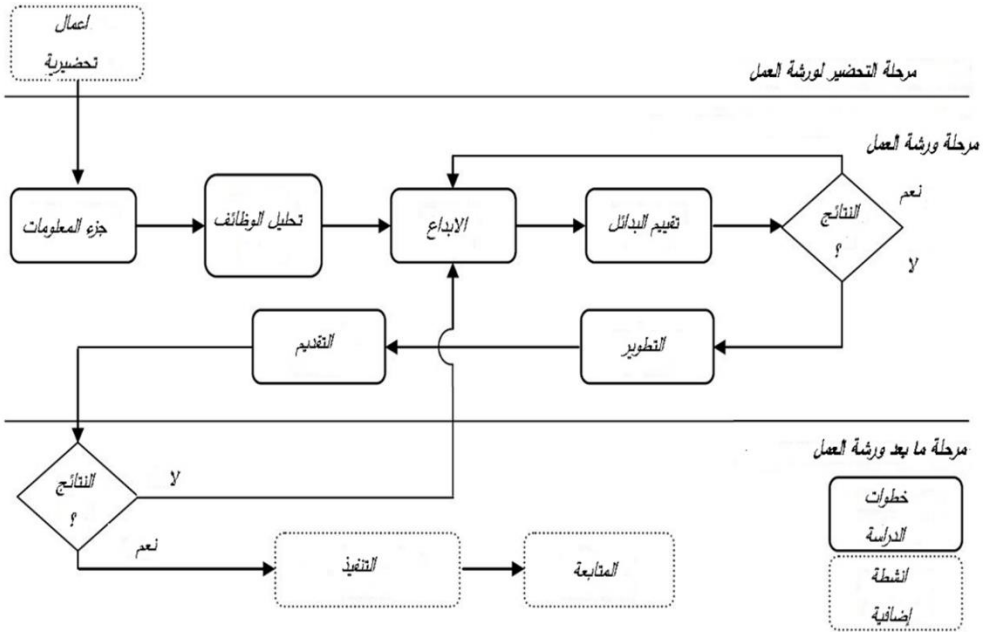 اعمال
تحضيرية
مرحلة التحضير لورشة العمل
مرحلة ورشة العمل
جزء المعلومات
تحليل الوظائف
الابداع
تقييم البدائل
النتائج
؟
نعم
لا
التطوير
التقديم
مرحلة ما بعد ورشة العمل
النتائج
؟
لا
نعم
التنفيذ
المتابعة
خطوات
الدراسة
انشطة
إضافية